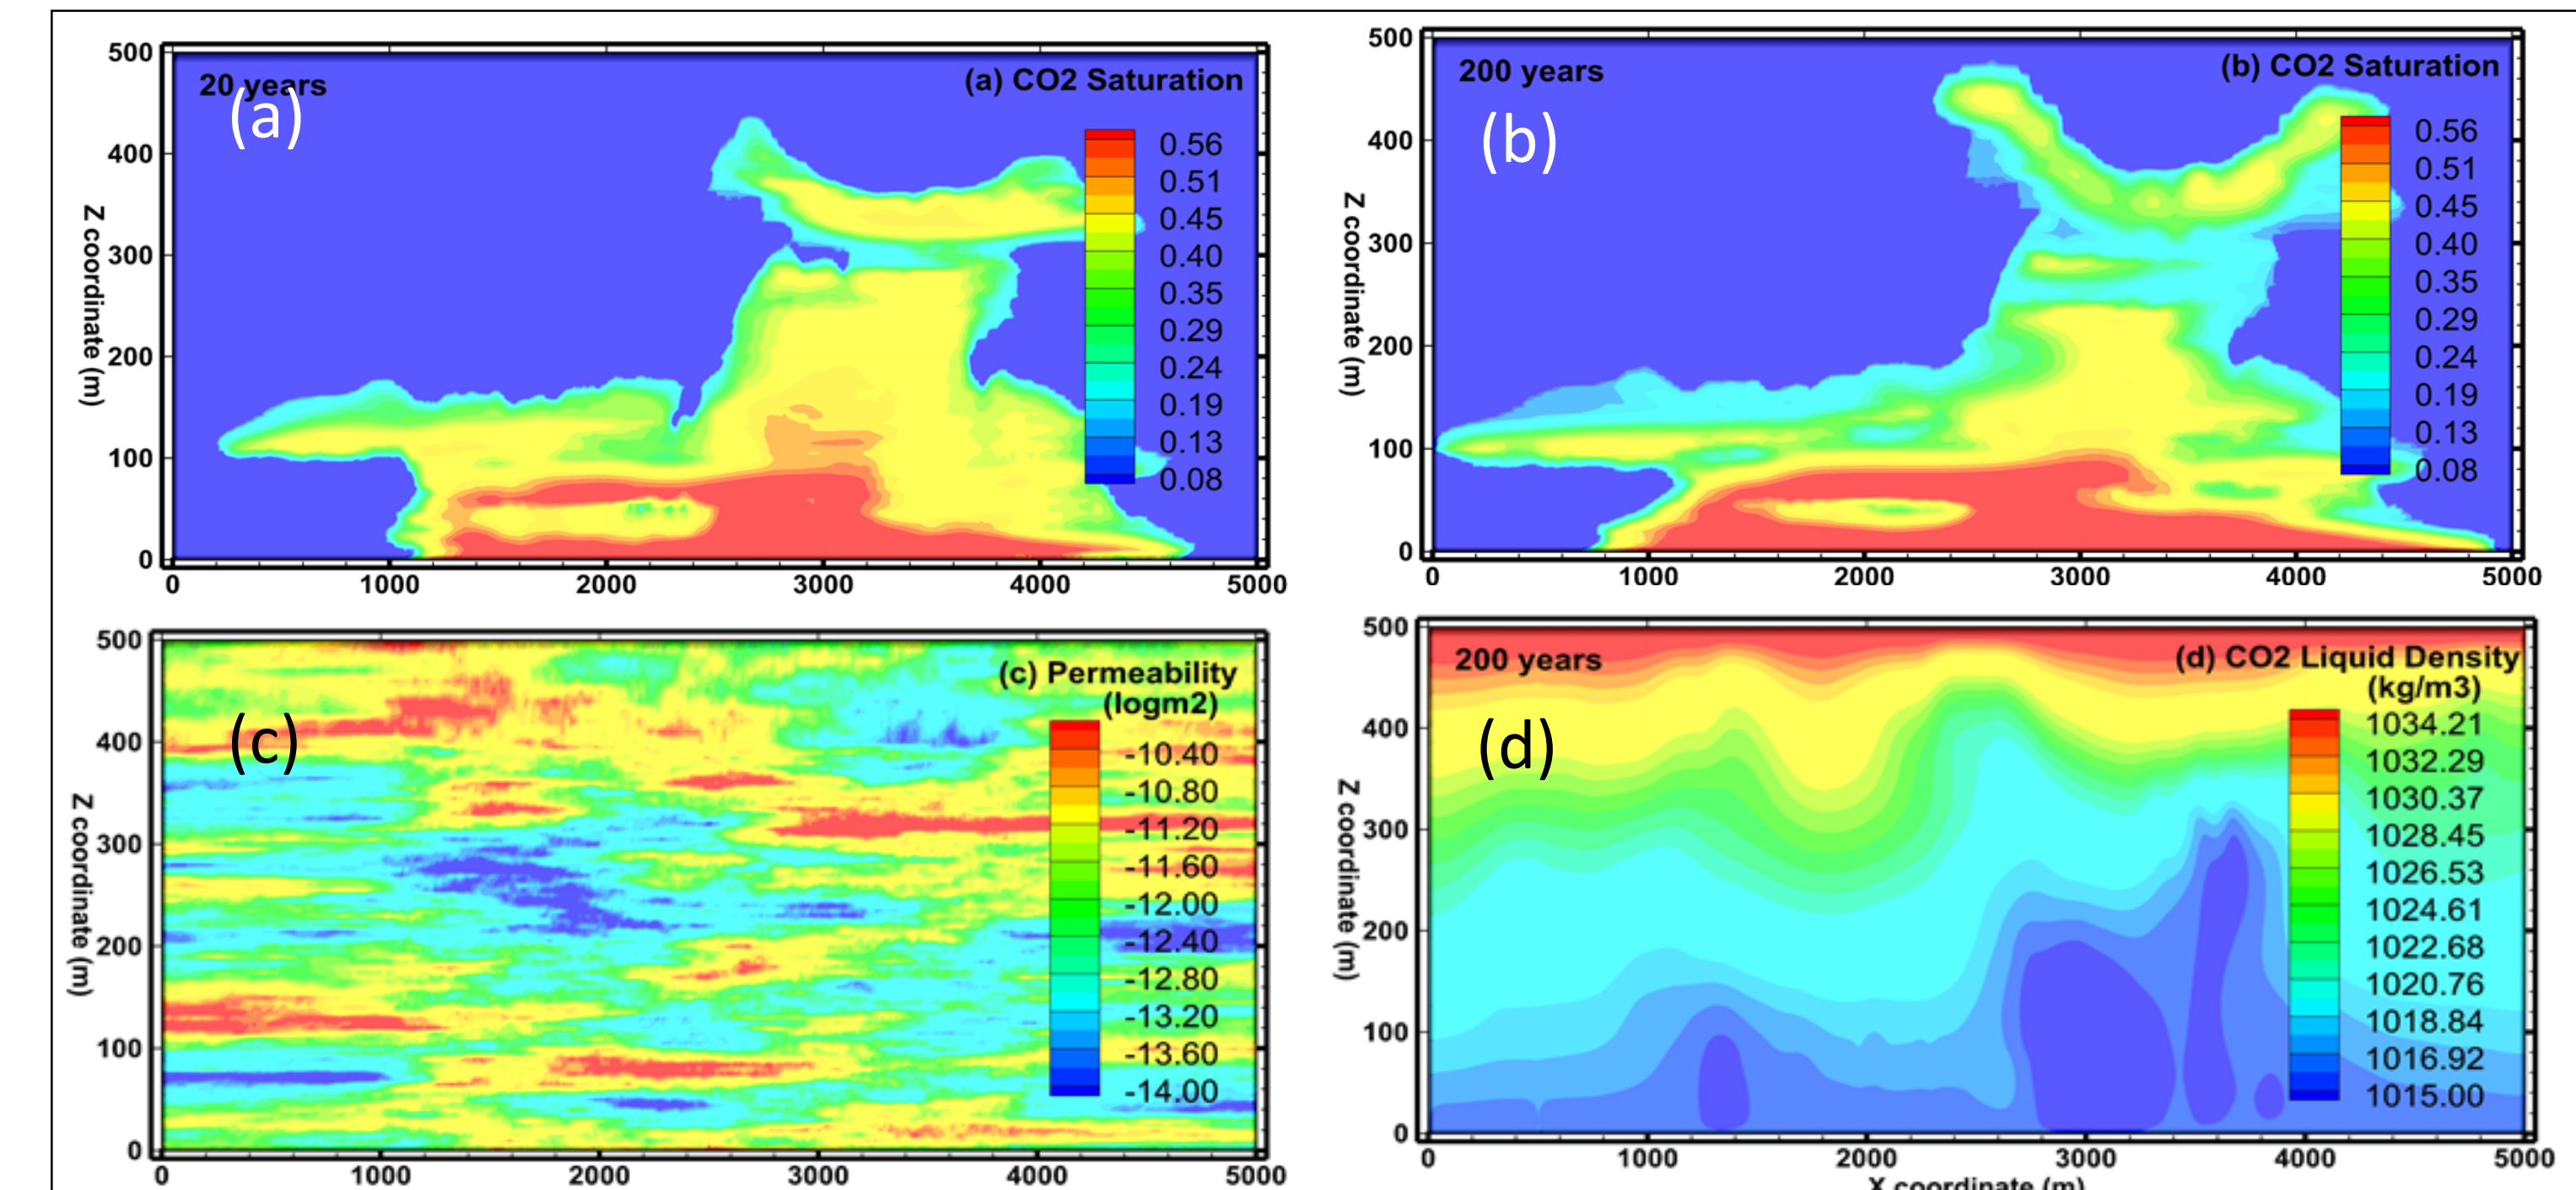 500
400
300
200
100
0
Z coordinate (m)
20 years
(a)
(a) CO2 Saturation
0.56
0.51
0.45
0.40
0.35
0.29
0.24
0.19
0.13
0.08
0 1000 2000 3000 4000 5000
500
400
300
200
100
0
Z coordinate (m)
200 years
(b)
(b) CO2 Saturation
0.56
0.51
0.45
0.40
0.35
0.29
0.24
0.19
0.13
0.08
0 1000 2000 3000 4000 5000
500
400
300
200
100
0
Z coordinate (m)
(c)
(c) Permeability
(logm2)
-10.40
-10.80
-11.20
-11.60
-12.00
-12.40
-12.80
-13.20
-13.60
-14.00
0 1000 2000 3000 4000 5000
500
400
300
200
100
0
Z coordinate (m)
200 years
(d)
(d) CO2 Liquid Density
(kg/m3)
1034.21
1032.29
1030.37
1028.45
1026.53
1024.61
1022.68
1020.76
1018.84
1016.92
1015.00
0 1000 2000 3000 4000 5000
X coordinate (m)